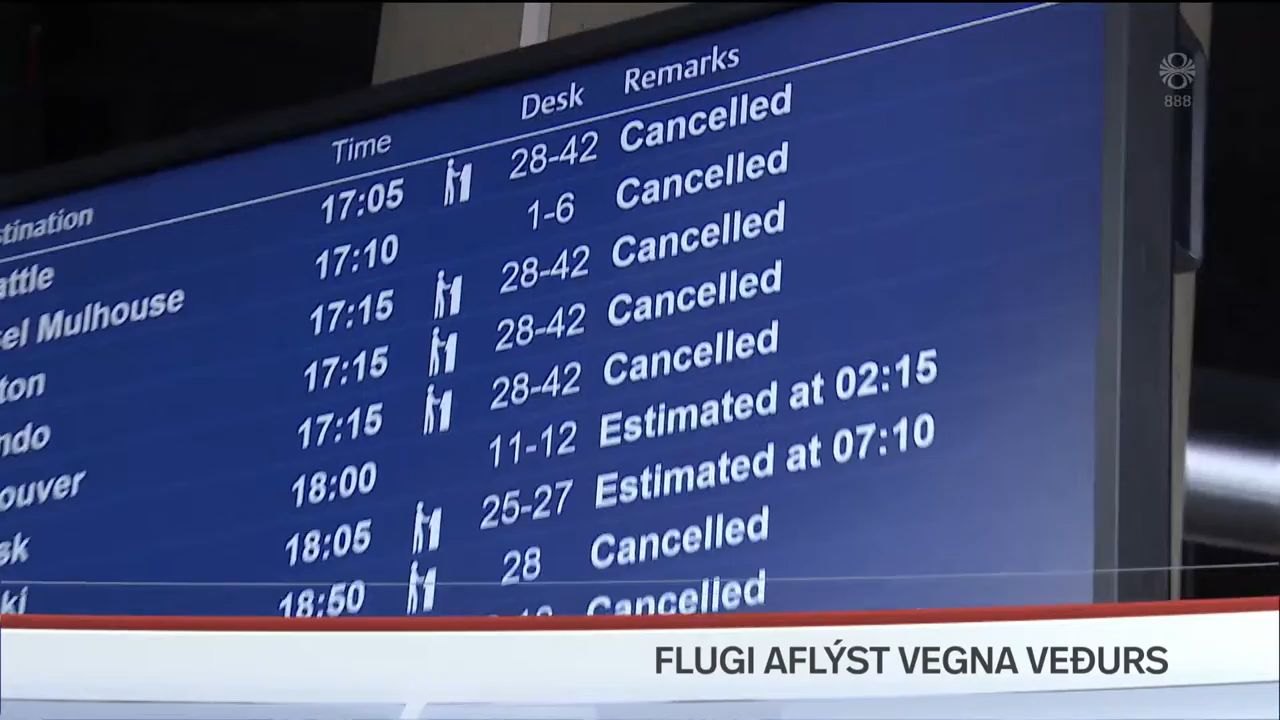 stination Time Desk Remarks
attle 17:05 28-42 Cancelled
el Mulhouse 17:10 1-6 Cancelled
ton 17:15 28-42 Cancelled
ndo 17:15 28-42 Cancelled
ouver 17:15 28-42 Cancelled
sk 18:00 11-12 Estimated at 02:15
ki 18:05 25-27 Estimated at 07:10
18:50 28 Cancelled
Cancelled
888
FLUGI AFLÝST VEGNA VEÐURS